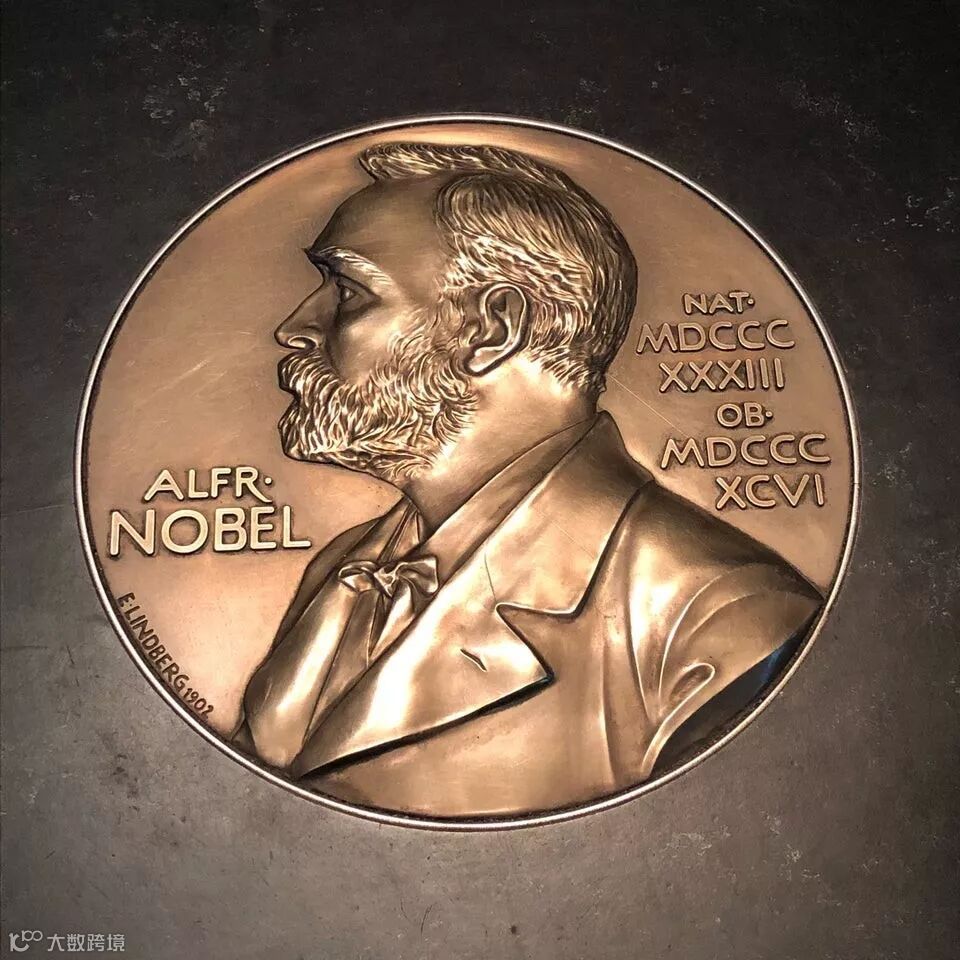 NAT·
MDCCC
XXXIII
OB·
MDCCC
XCVI
ALFR·
NOBEL
E·LINDBERG 1902
大数跨境